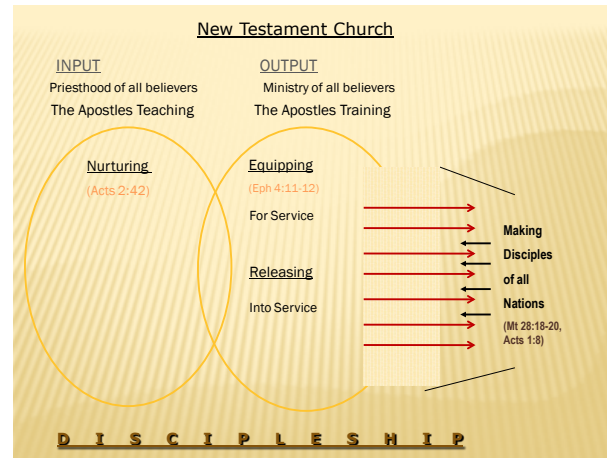 New Testament Church
INPUT
Priesthood of all believers
The Apostles Teaching
OUTPUT
Ministry of all believers
The Apostles Training
Nurturing
(Acts 2:42)
Equipping
(Eph 4:11-12)
For Service
Releasing
Into Service
Making
Disciples
of all
Nations
(Mt 28:18-20,
Acts 1:8)
D I S C I P L E S H I P